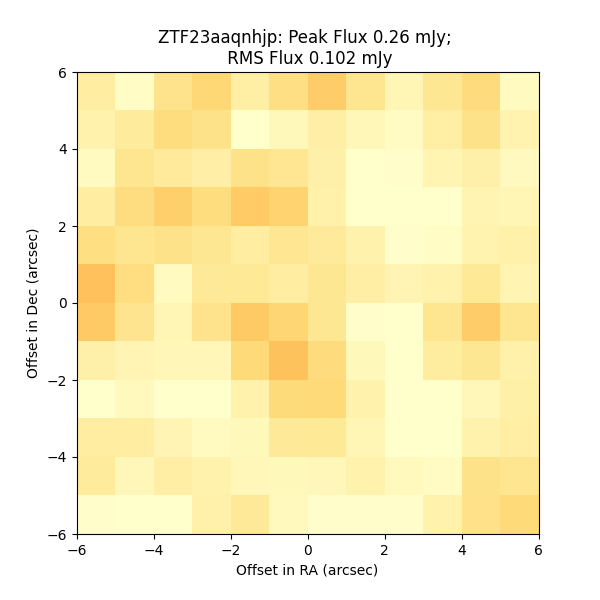 ZTF23aaqnhjp: Peak Flux 0.26 mJy;
RMS Flux 0.102 mJy
6
4
2
0
−2
−4
−6
Offset in Dec (arcsec)
−6 −4 −2 0 2 4 6
Offset in RA (arcsec)